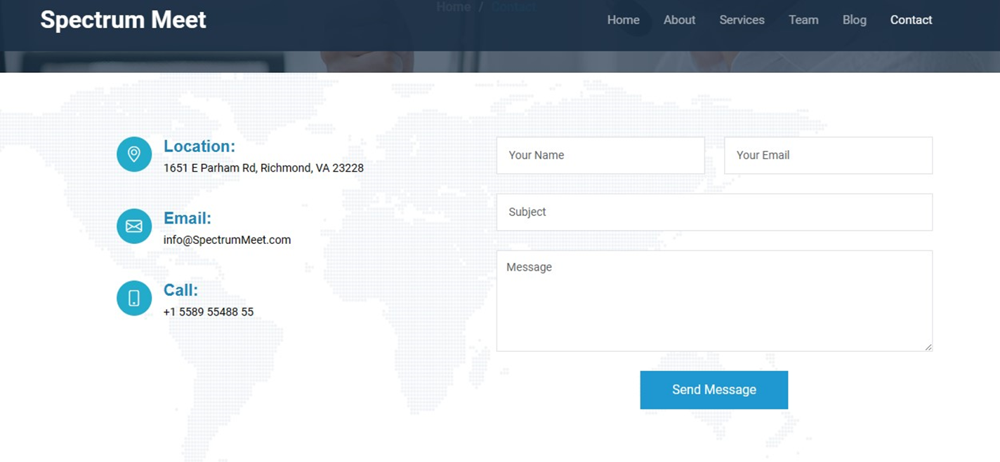 Home / Contact
Spectrum Meet
Home About Services Team Blog Contact
Location:
1651 E Parham Rd, Richmond, VA 23228
Email:
info@SpectrumMeet.com
Call:
+1 5589 55488 55
Your Name
Your Email
Subject
Message
Send Message